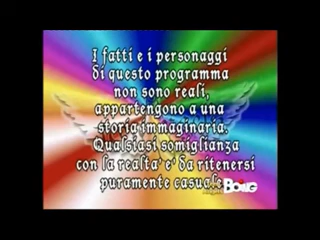 I fatti e i personaggi
di questo programma
non sono reali,
appartengono a una
storia immaginaria.
Qualsiasi somiglianza
con la realta' e' da ritenersi
puramente casuale.
BOING